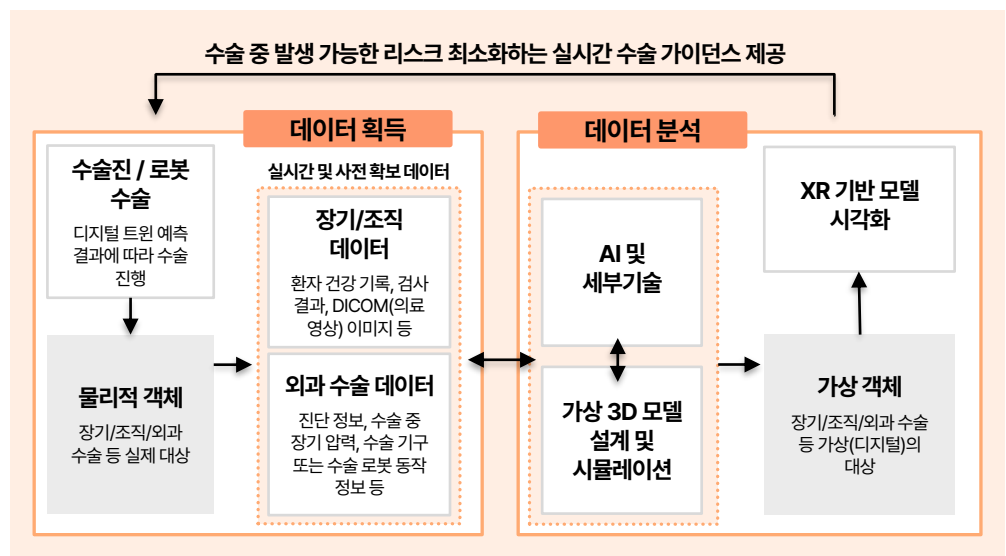 수술 중 발생 가능한 리스크 최소화하는 실시간 수술 가이던스 제공
데이터 획득
수술진 / 로봇
수술
디지털 트윈 예측
결과에 따라 수술
진행
물리적 객체
장기/조직/외과
수술 등 실제 대상
실시간 및 사전 확보 데이터
장기/조직
데이터
환자 건강 기록, 검사
결과, DICOM(의료
영상) 이미지 등
외과 수술 데이터
진단 정보, 수술 중
장기 압력, 수술 기구
또는 수술 로봇 동작
정보 등
데이터 분석
AI 및
세부기술
가상 3D 모델
설계 및
시뮬레이션
XR 기반 모델
시각화
가상 객체
장기/조직/외과 수술
등 가상(디지털)의
대상